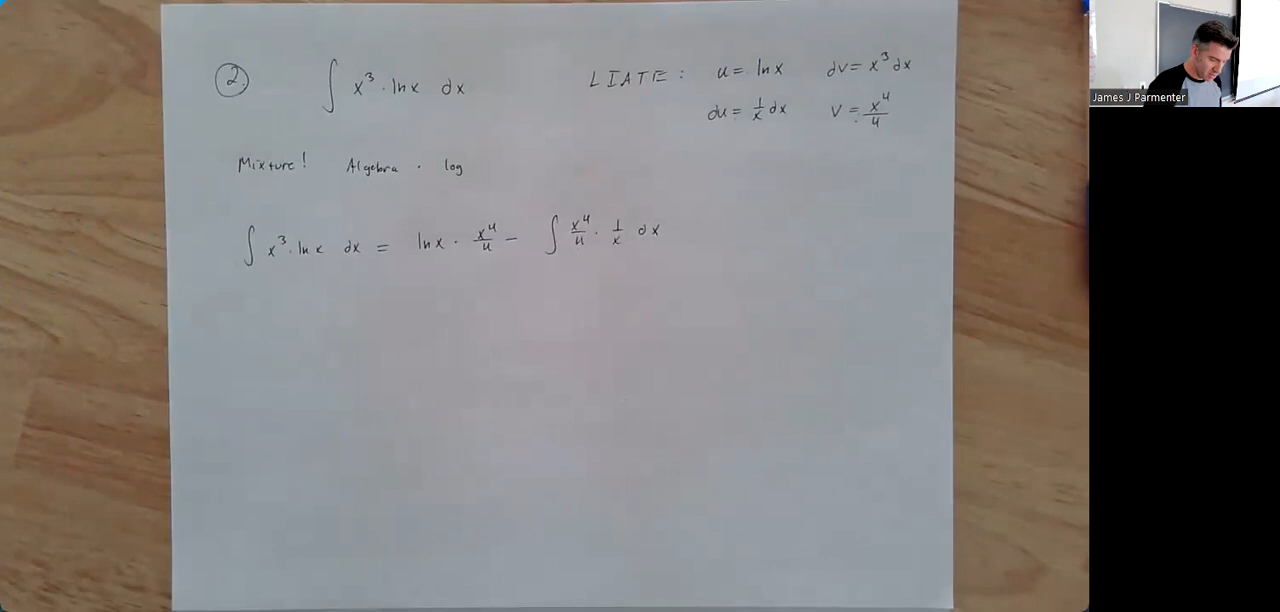 ② ∫ x³ · ln x dx LIATE: u = ln x dv = x³ dx
du = 1/x dx v = x⁴/4
Mixture! Algebra · log
∫ x³ · ln x dx = ln x · x⁴/4 − ∫ x⁴/4 · 1/x dx
James J Parmenter